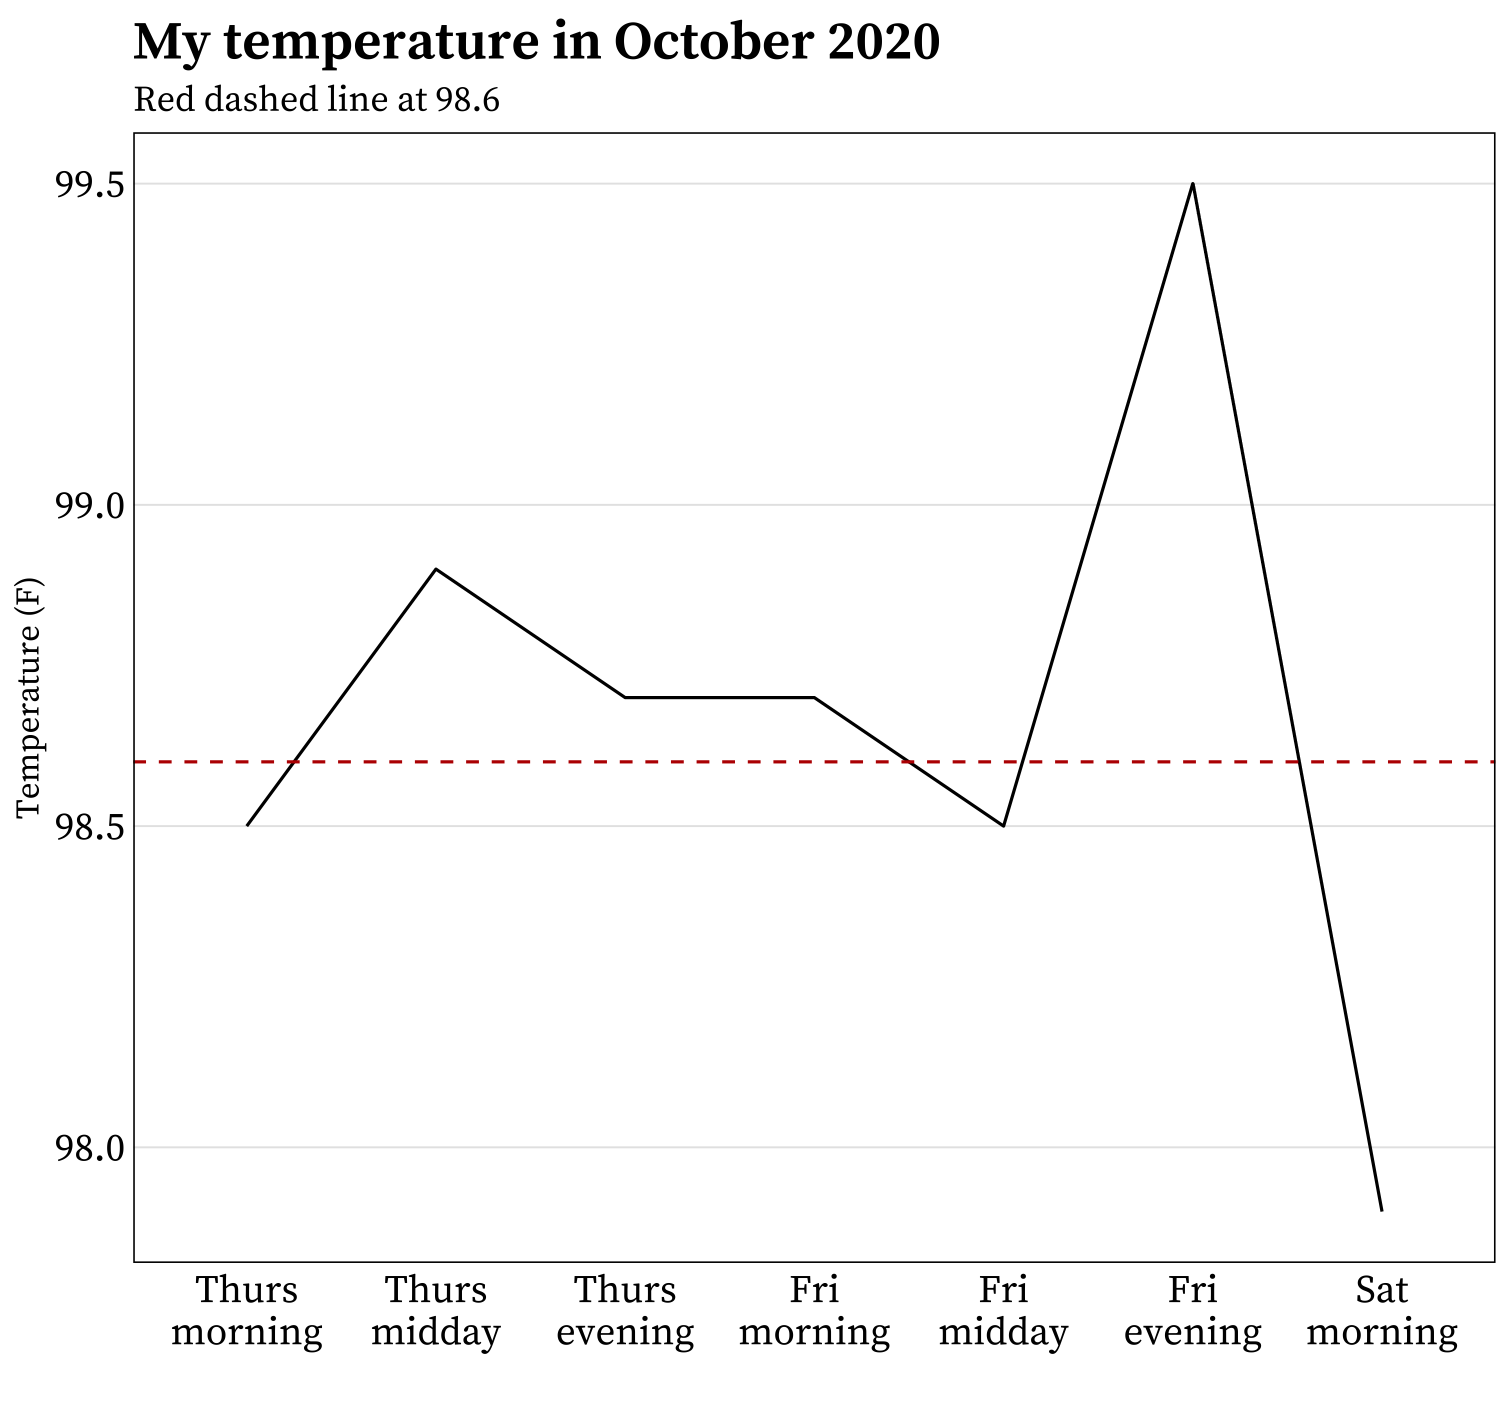 My temperature in October 2020
Red dashed line at 98.6
Temperature (F)
99.5
99.0
98.5
98.0
Thurs morning
Thurs midday
Thurs evening
Fri morning
Fri midday
Fri evening
Sat morning